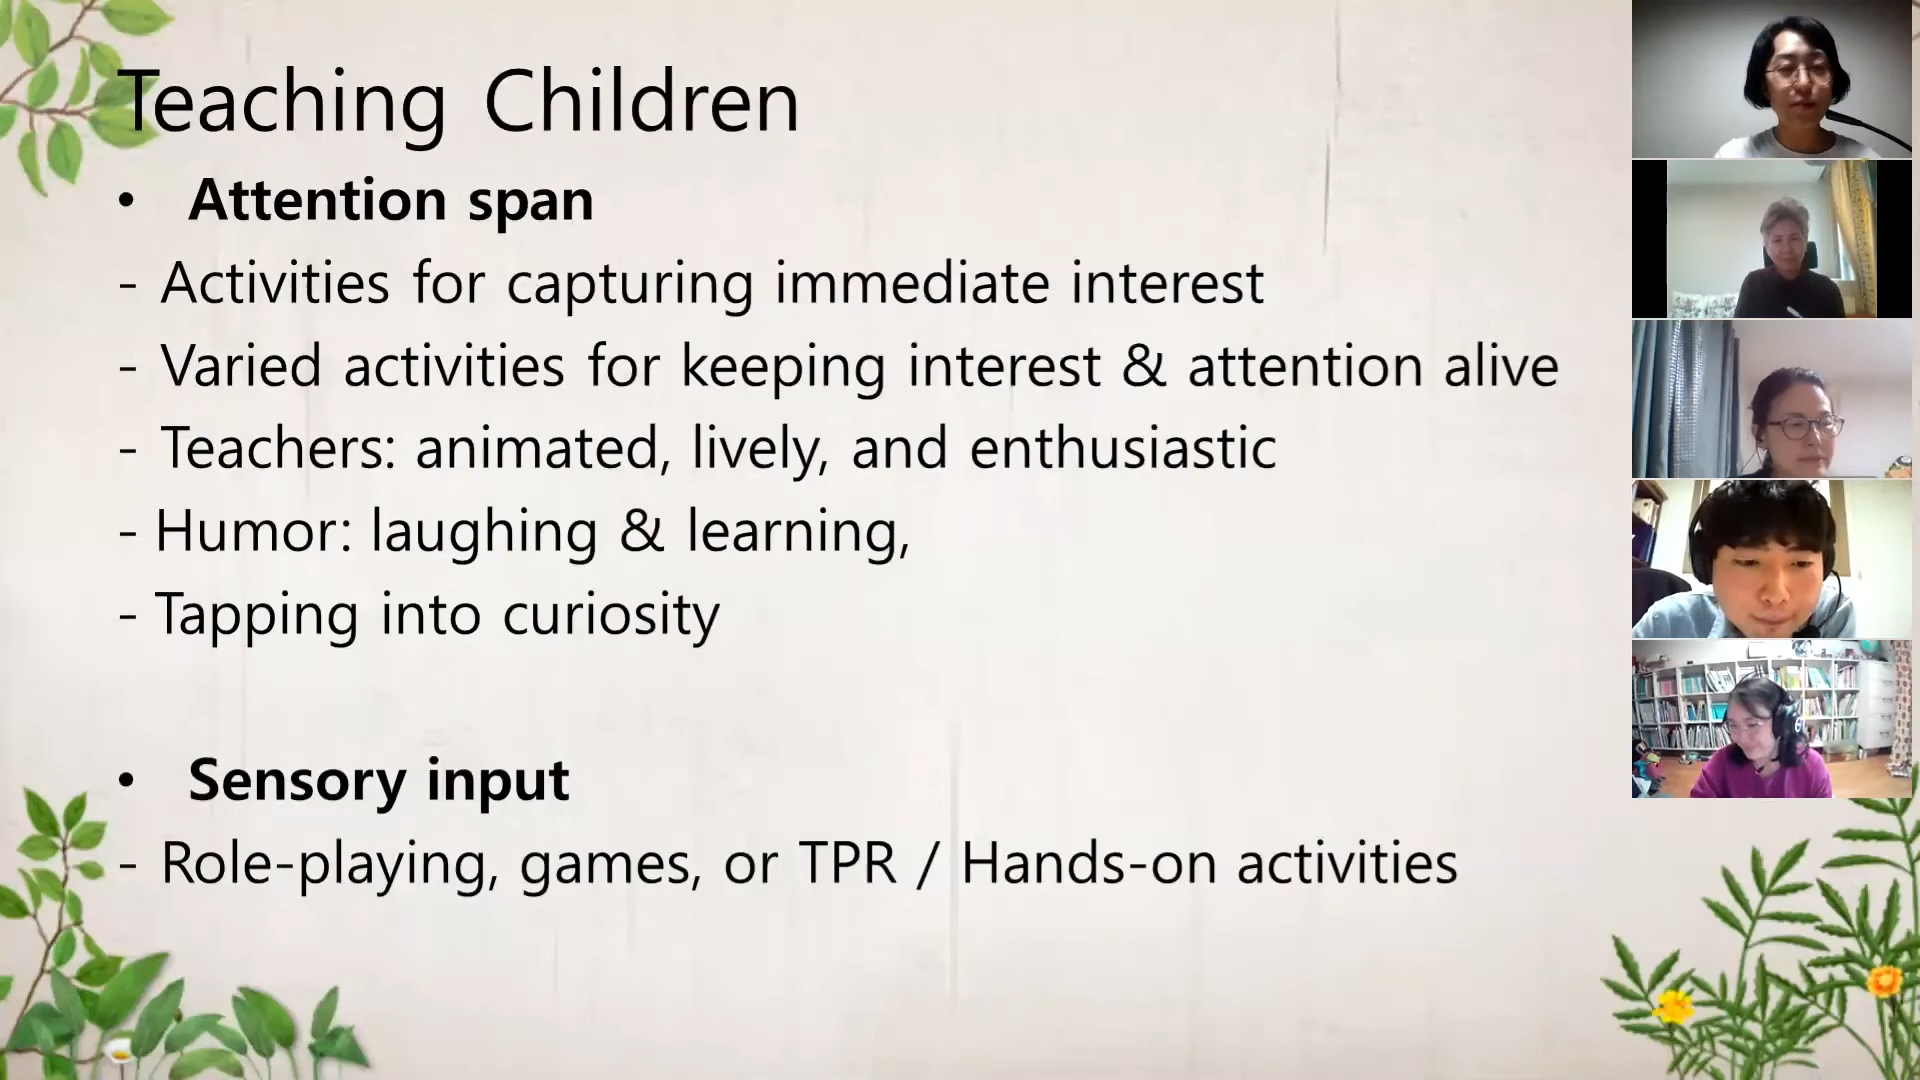 Teaching Children
• Attention span
- Activities for capturing immediate interest
- Varied activities for keeping interest & attention alive
- Teachers: animated, lively, and enthusiastic
- Humor: laughing & learning,
- Tapping into curiosity
• Sensory input
- Role-playing, games, or TPR / Hands-on activities